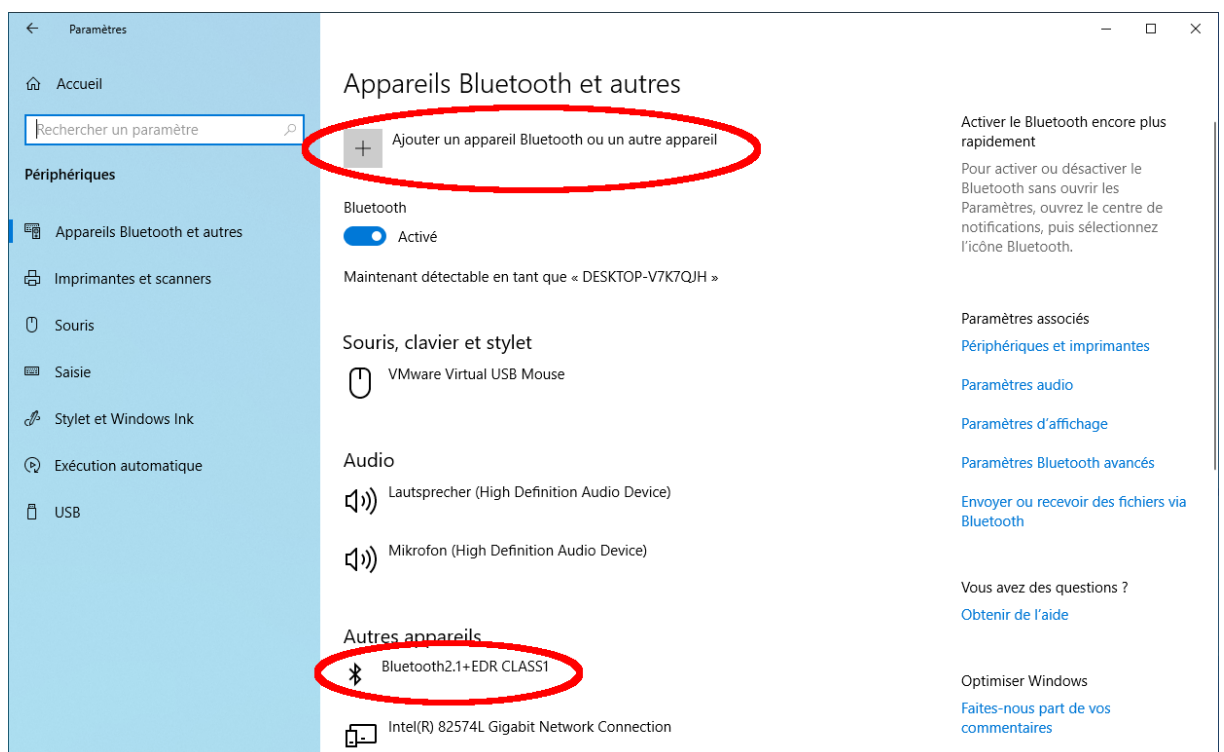 Paramètres
Accueil
Rechercher un paramètre
Périphériques
Appareils Bluetooth et autres
Imprimantes et scanners
Souris
Saisie
Stylet et Windows Ink
Exécution automatique
USB
Appareils Bluetooth et autres
Ajouter un appareil Bluetooth ou un autre appareil
Bluetooth
Activé
Maintenant détectable en tant que « DESKTOP-V7K7QJH »
Souris, clavier et stylet
VMware Virtual USB Mouse
Audio
Lautsprecher (High Definition Audio Device)
Mikrofon (High Definition Audio Device)
Autres appareils
Bluetooth2.1+EDR CLASS1
Intel(R) 82574L Gigabit Network Connection
Activer le Bluetooth encore plus
rapidement
Pour activer ou désactiver le
Bluetooth sans ouvrir les
Paramètres, ouvrez le centre de
notifications, puis sélectionnez
l’icône Bluetooth.
Paramètres associés
Périphériques et imprimantes
Paramètres audio
Paramètres d’affichage
Paramètres Bluetooth avancés
Envoyer ou recevoir des fichiers via
Bluetooth
Vous avez des questions ?
Obtenir de l’aide
Optimiser Windows
Faites-nous part de vos
commentaires